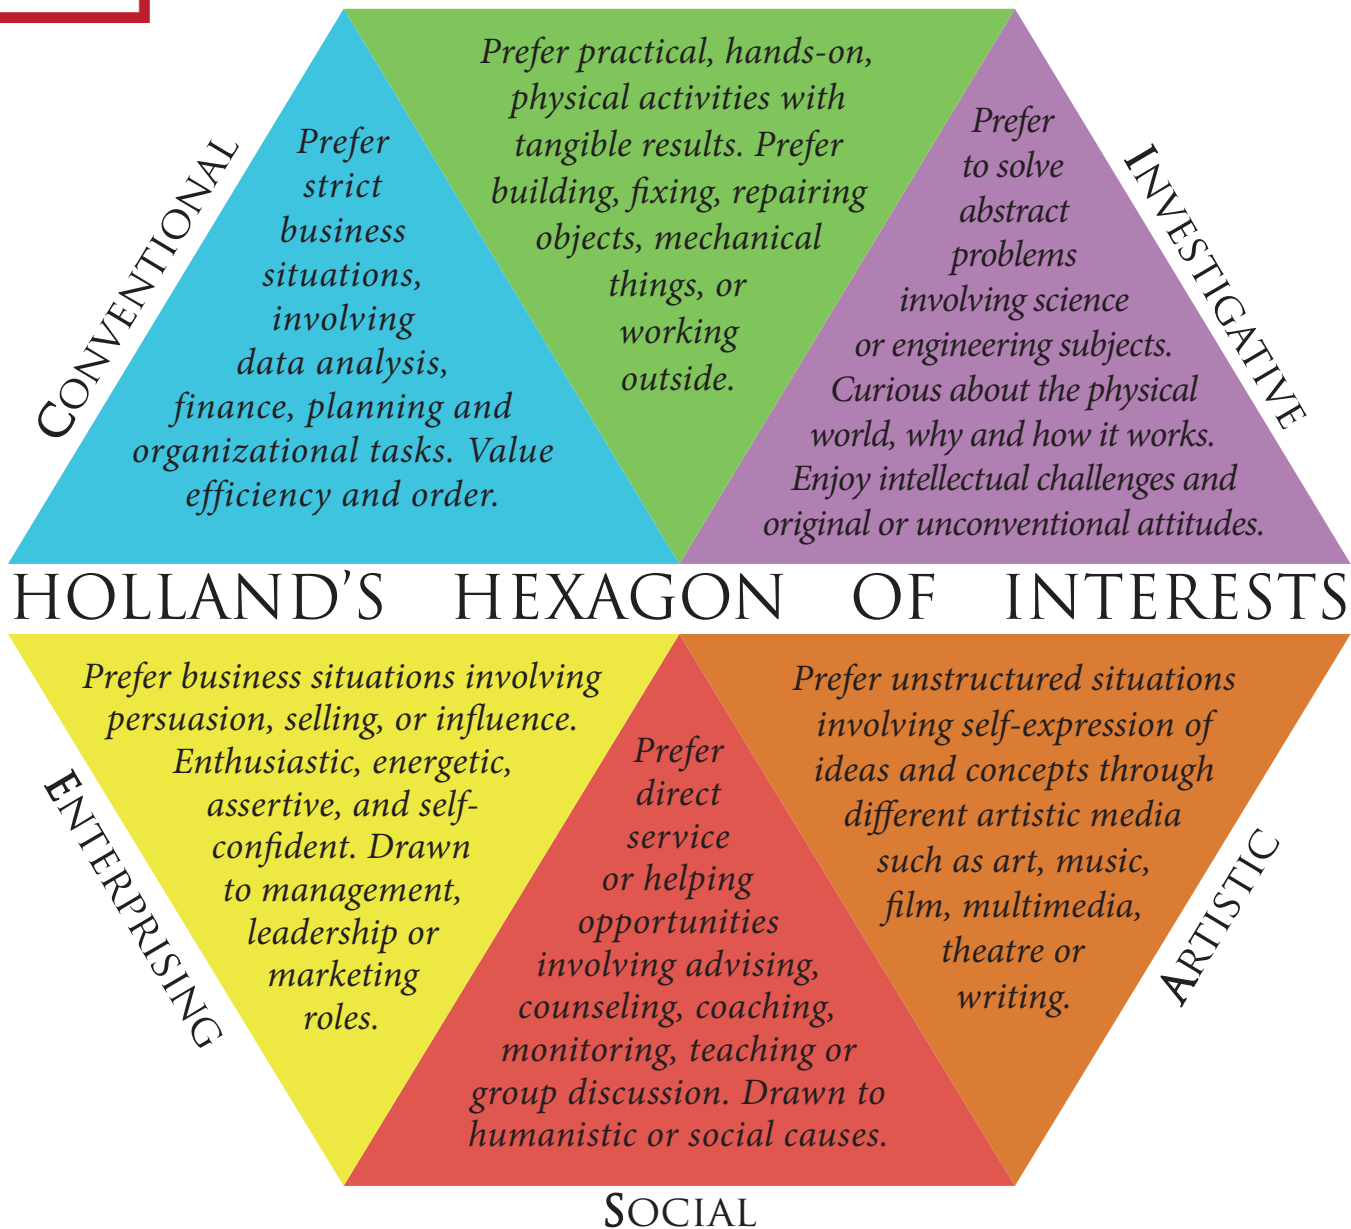 CONVENTIONAL
Prefer
strict
business
situations,
involving
data analysis,
finance, planning and
organizational tasks. Value
efficiency and order.
Prefer practical, hands-on,
physical activities with
tangible results. Prefer
building, fixing, repairing
objects, mechanical
things, or
working
outside.
Prefer
to solve
abstract
problems
involving science
or engineering subjects.
Curious about the physical
world, why and how it works.
Enjoy intellectual challenges and
original or unconventional attitudes.
INVESTIGATIVE
HOLLAND'S HEXAGON OF INTERESTS
ENTERPRISING
Prefer business situations involving
persuasion, selling, or influence.
Enthusiastic, energetic,
assertive, and self-
confident. Drawn
to management,
leadership or
marketing
roles.
Prefer
direct
service
or helping
opportunities
involving advising,
counseling, coaching,
monitoring, teaching or
group discussion. Drawn to
humanistic or social causes.
SOCIAL
Prefer unstructured situations
involving self-expression of
ideas and concepts through
different artistic media
such as art, music,
film, multimedia,
theatre or
writing.
ARTISTIC